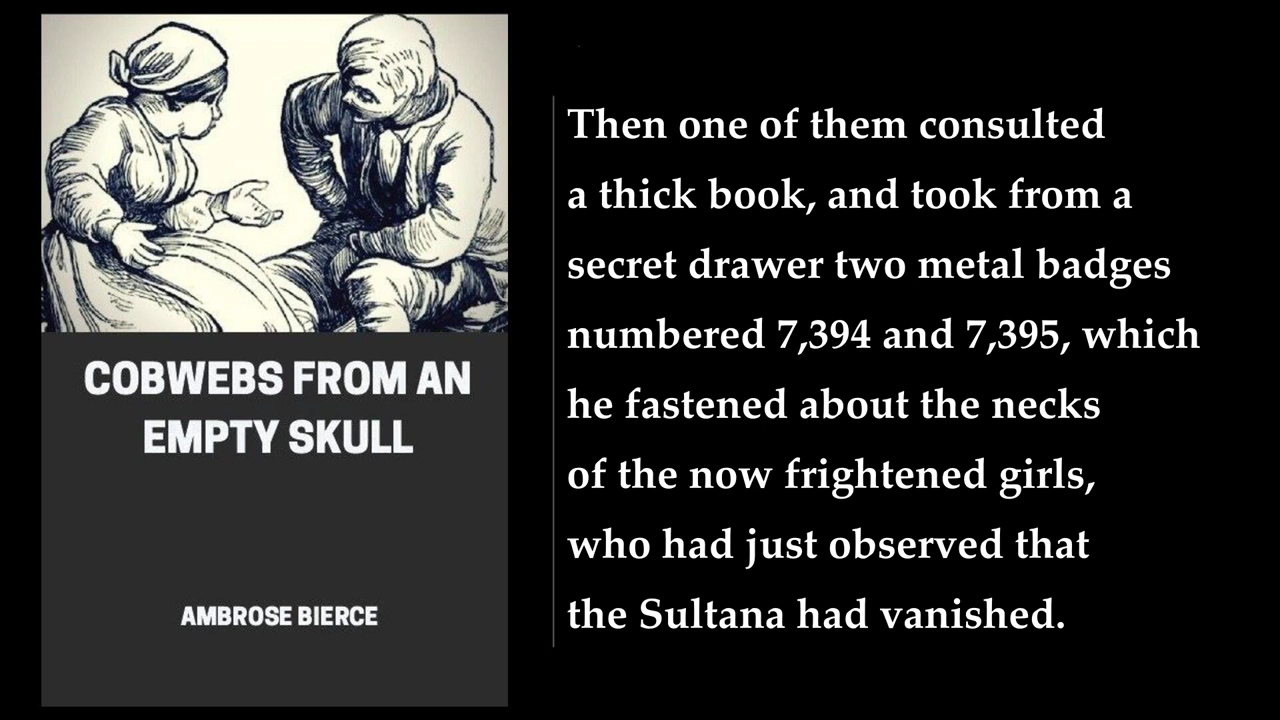 COBWEBS FROM AN
EMPTY SKULL
AMBROSE BIERCE
Then one of them consulted
a thick book, and took from a
secret drawer two metal badges
numbered 7,394 and 7,395, which
he fastened about the necks
of the now frightened girls,
who had just observed that
the Sultana had vanished.